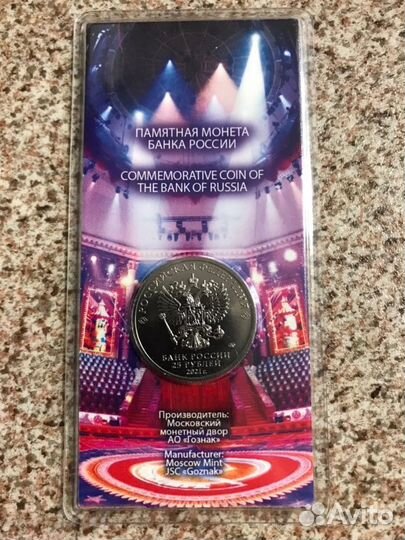 ПАМЯТНАЯ МОНЕТА
БАНКА РОССИИ
COMMEMORATIVE COIN OF
THE BANK OF RUSSIA
РОССИЙСКАЯ ФЕДЕРАЦИЯ
БАНК РОССИИ
25 РУБЛЕЙ
2021 г.
Производитель:
Московский
монетный двор
АО «Гознак»
Manufacturer:
Moscow Mint
JSC «Goznak»
Avito